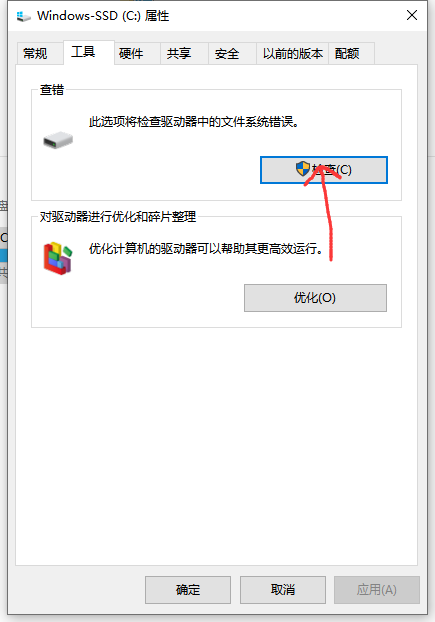 Windows-SSD (C:) 属性
常规 工具 硬件 共享 安全 以前的版本 配额
查错
此选项将检查驱动器中的文件系统错误。
检查(C)
对驱动器进行优化和碎片整理
优化计算机的驱动器可以帮助其更高效运行。
优化(O)
确定 取消 应用(A)